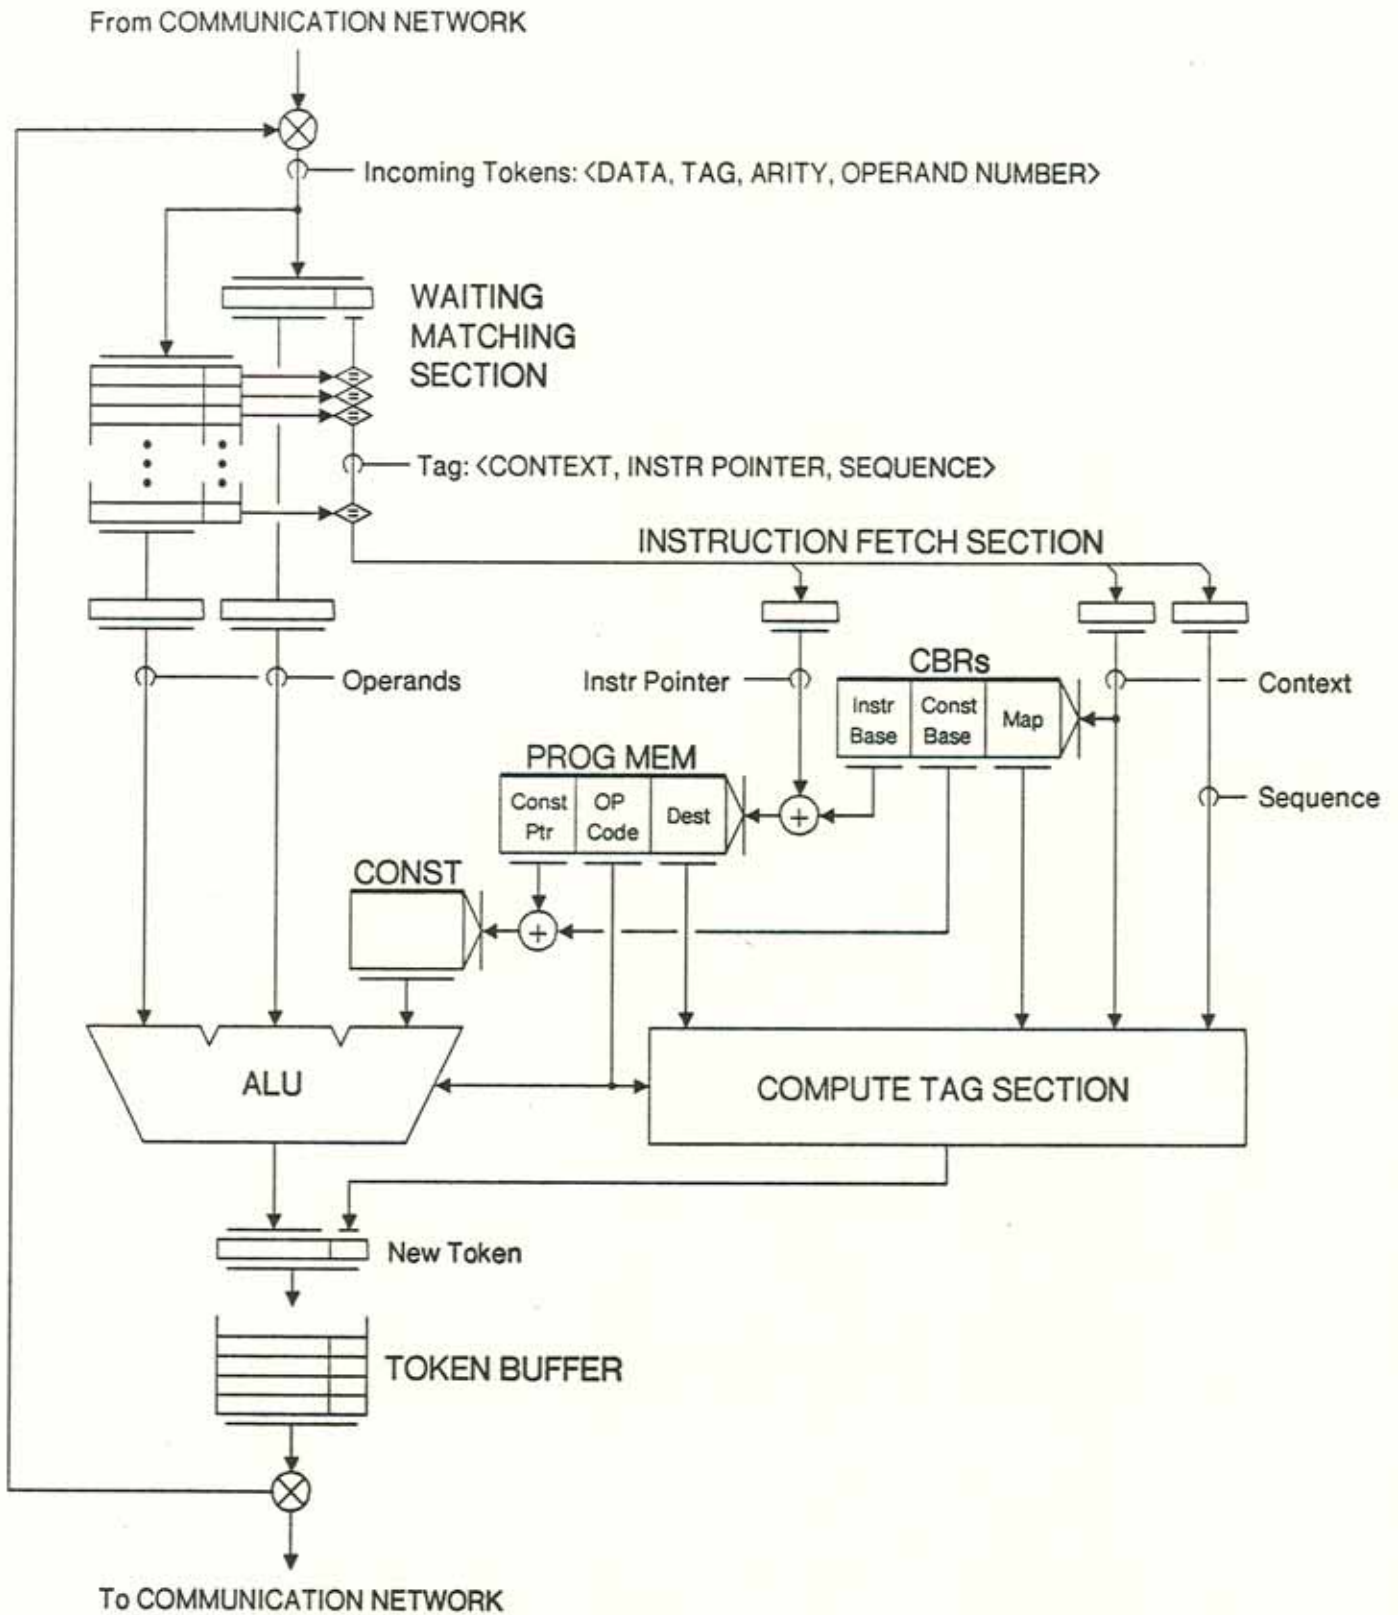 From COMMUNICATION NETWORK
Incoming Tokens: <DATA, TAG, ARITY, OPERAND NUMBER>
WAITING
MATCHING
SECTION
=
=
=
Tag: <CONTEXT, INSTR POINTER, SEQUENCE>
=
INSTRUCTION FETCH SECTION
CBRs
Operands
Instr Pointer
Context
Instr
Base
Const
Base
Map
PROG MEM
Sequence
Const
Ptr
OP
Code
Dest
+
CONST
+
ALU
COMPUTE TAG SECTION
New Token
TOKEN BUFFER
To COMMUNICATION NETWORK